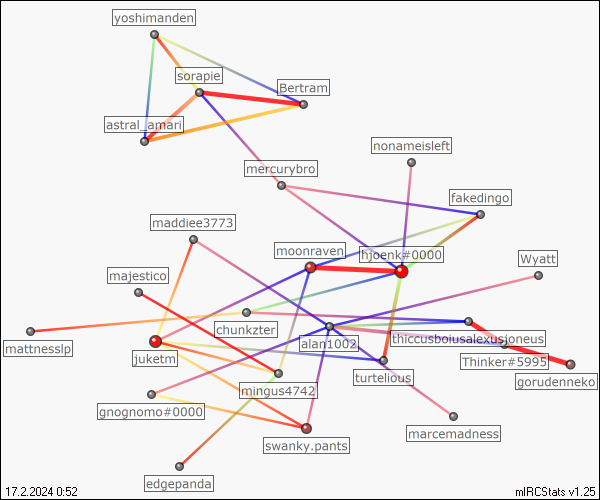 yoshimanden
sorapie
Bertram
astral_amari
nonameisleft
mercurybro
fakedingo
maddiee3773
moonraven
hjoenk#0000
Wyatt
majestico
chunkzter
alan1002
thiccusboiusalexusjoneus
mattnesslp
juketm
Thinker#5995
turtelious
gorudenneko
mingus4742
gnognomo#0000
marcemadness
swanky.pants
edgepanda
17.2.2024 0:52
mIRCStats v1.25